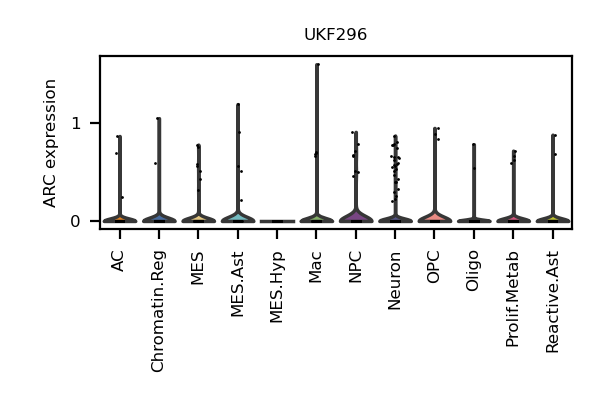 UKF296
ARC expression
1
0
AC
Chromatin.Reg
MES
MES.Ast
MES.Hyp
Mac
NPC
Neuron
OPC
Oligo
Prolif.Metab
Reactive.Ast